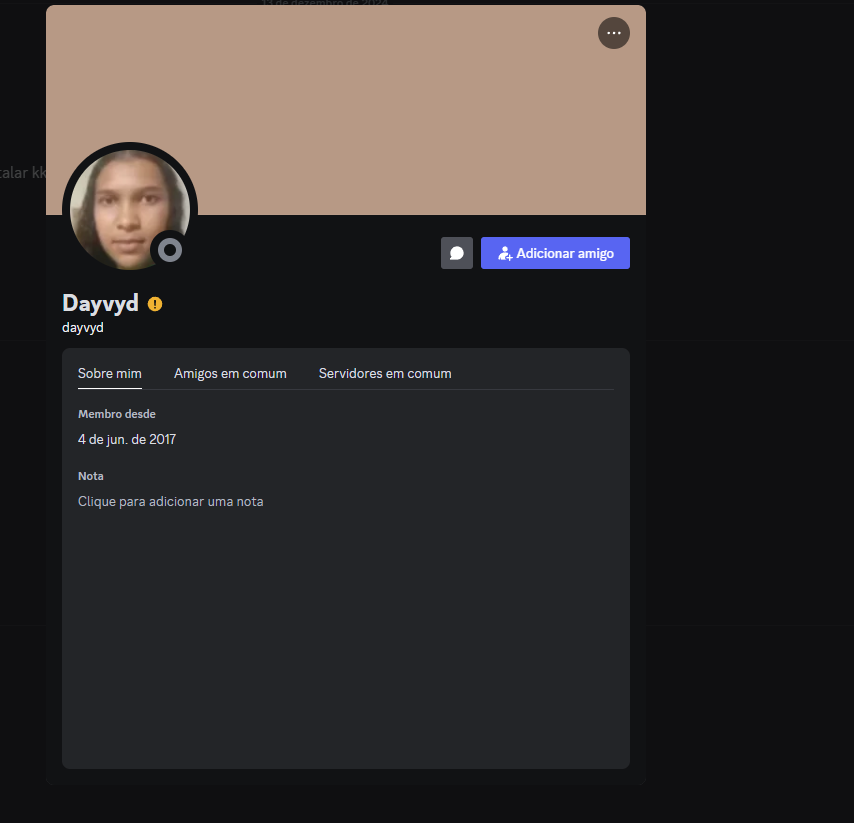 13 de dezembro de 2024
talar kk
Adicionar amigo
Dayvyd
dayvyd
Sobre mim Amigos em comum Servidores em comum
Membro desde
4 de jun. de 2017
Nota
Clique para adicionar uma nota